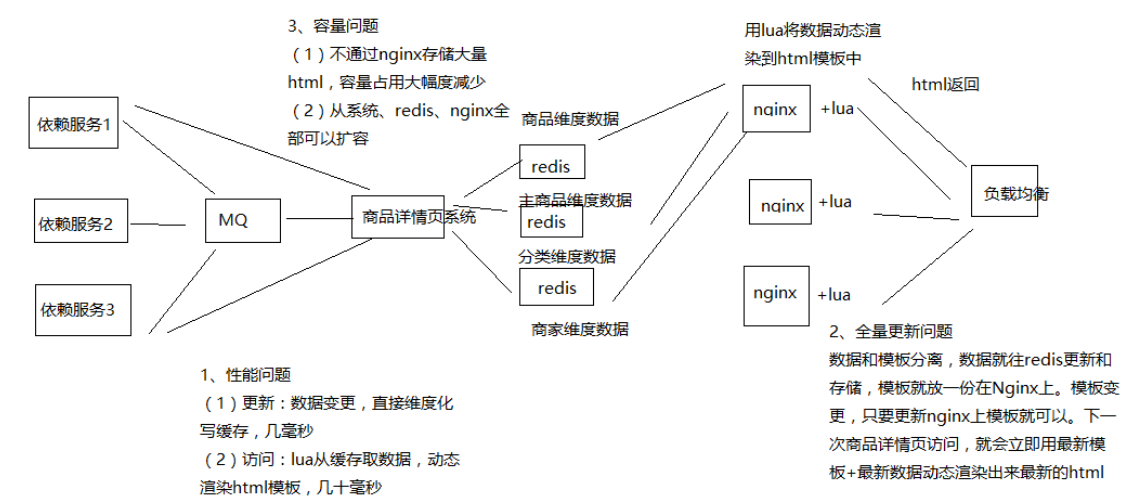 3、容量问题
（1）不通过nginx存储大量
html，容量占用大幅度减少
（2）从系统、redis、nginx全
部可以扩容
用lua将数据动态渲
染到html模板中
html返回
依赖服务1
依赖服务2
依赖服务3
MQ
商品详情页系统
商品维度数据
redis
主商品维度数据
redis
分类维度数据
redis
商家维度数据
nginx
+lua
nginx
+lua
nginx
+lua
负载均衡
1、性能问题
（1）更新：数据变更，直接维度化
写缓存，几毫秒
（2）访问：lua从缓存取数据，动态
渲染html模板，几十毫秒
2、全量更新问题
数据和模板分离，数据就往redis更新和
存储，模板就放一份在Nginx上。模板变
更，只要更新nginx上模板就可以。下一
次商品详情页访问，就会立即用最新模
板+最新数据动态渲染出来最新的html